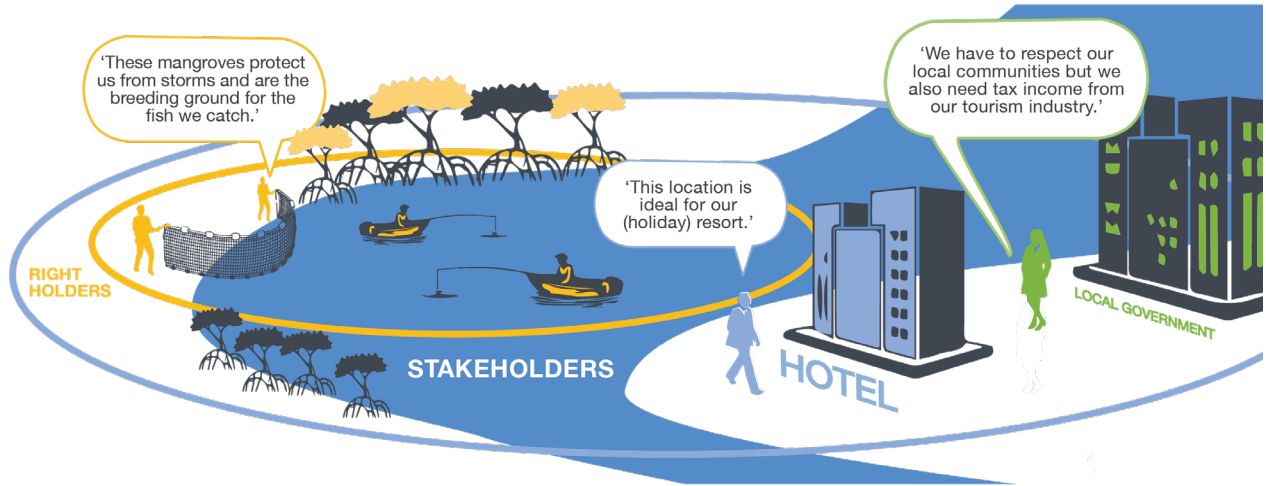 ‘These mangroves protect
us from storms and are the
breeding ground for the
fish we catch.’
‘We have to respect our
local communities but we
also need tax income from
our tourism industry.’
‘This location is
ideal for our
(holiday) resort.’
RIGHT
HOLDERS
STAKEHOLDERS
HOTEL
LOCAL GOVERNMENT